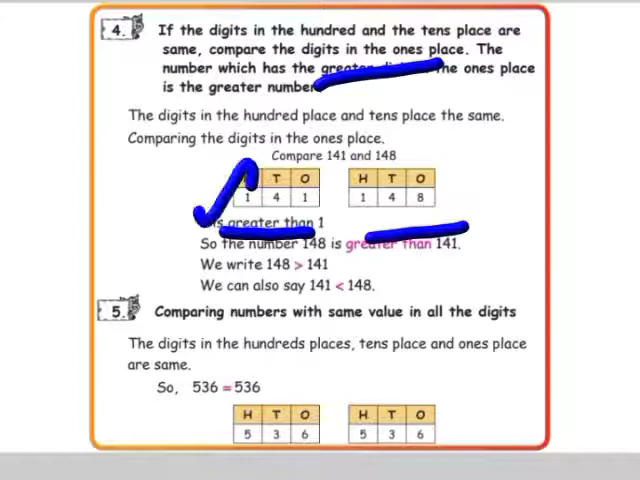 4. If the digits in the hundred and the tens place are
same, compare the digits in the ones place. The
number which has the greater the ones place
is the greater number
The digits in the hundred place and tens place the same.
Comparing the digits in the ones place.
Compare 141 and 148
T O H T O
1 4 1 1 4 8
is greater than 1
So the number 148 is greater than 141.
We write 148 > 141
We can also say 141 < 148.
5. Comparing numbers with same value in all the digits
The digits in the hundreds places, tens place and ones place
are same.
So, 536 = 536
H T O H T O
5 3 6 5 3 6